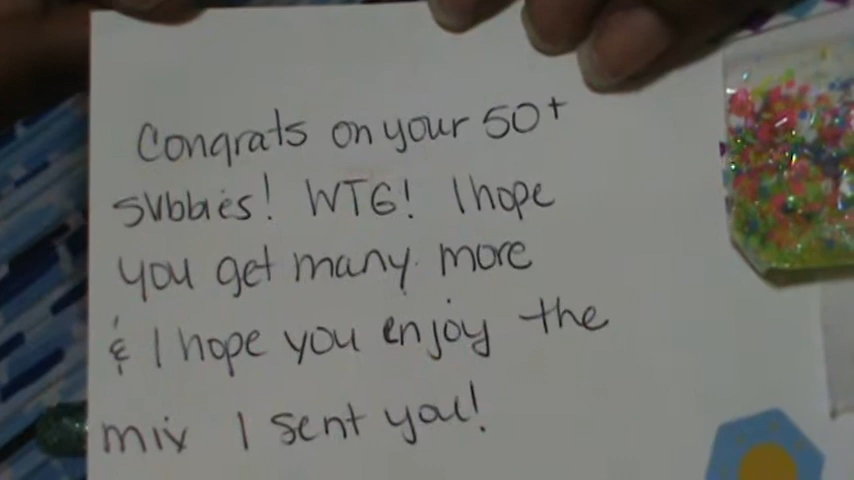 Congrats on your 50+
subbies! WTG! I hope
you get many more
& I hope you enjoy the
mix I sent you!